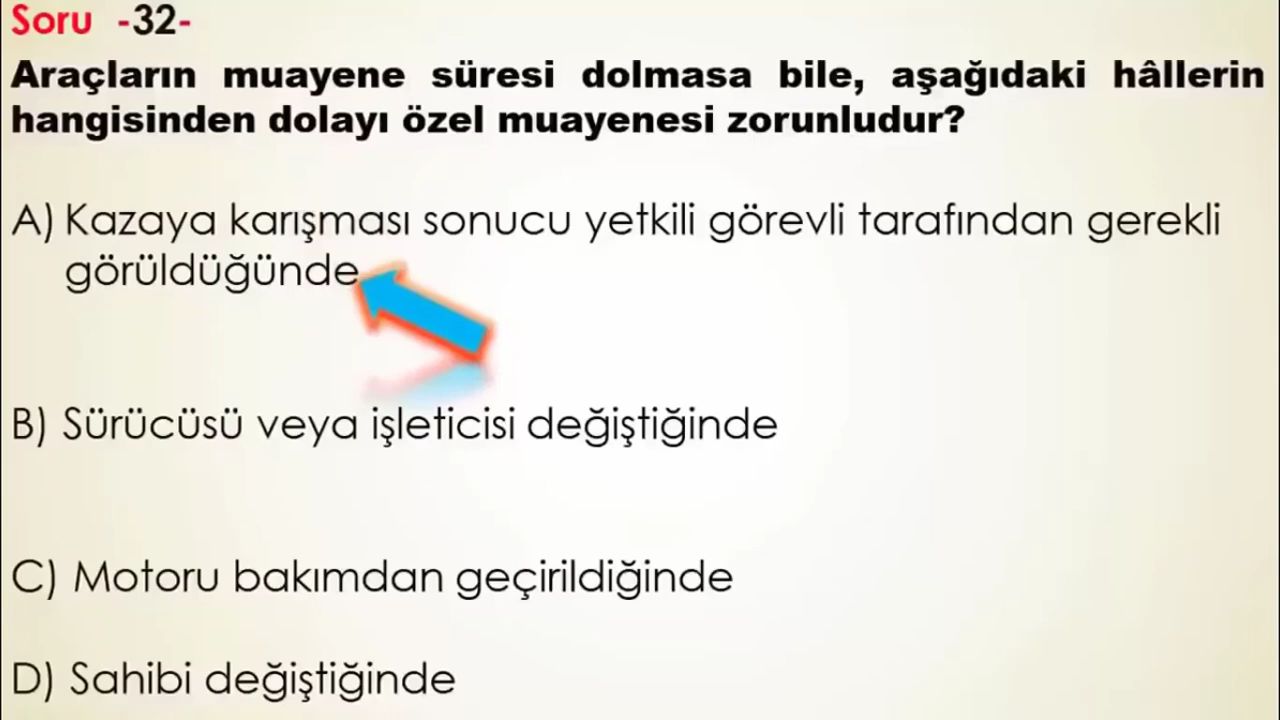 Soru -32-
Araçların muayene süresi dolmasa bile, aşağıdaki hâllerin
hangisinden dolayı özel muayenesi zorunludur?
A) Kazaya karışması sonucu yetkili görevli tarafından gerekli
görüldüğünde
B) Sürücüsü veya işleticisi değiştiğinde
C) Motoru bakımdan geçirildiğinde
D) Sahibi değiştiğinde